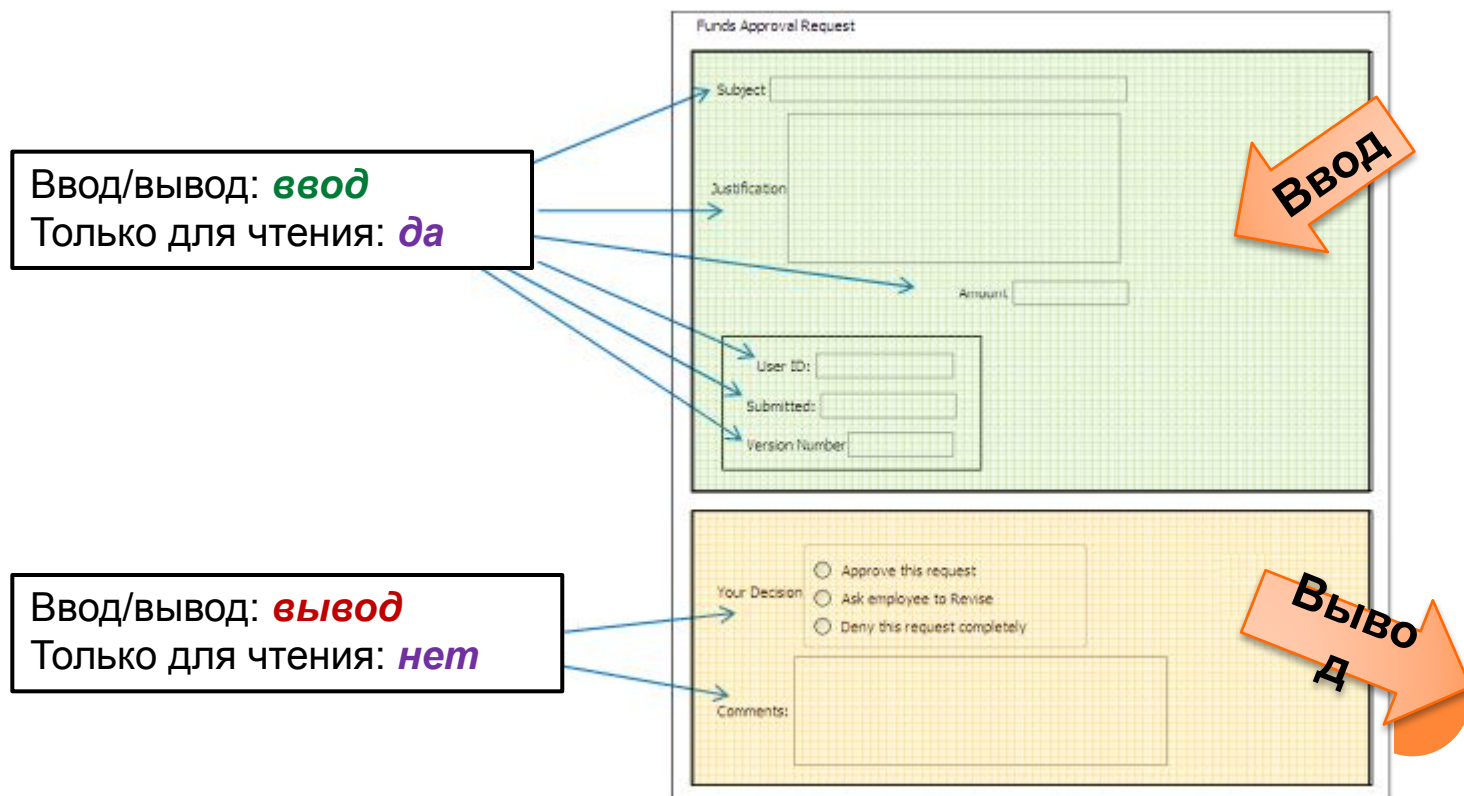 Funds Approval Request
Subject
Ввод
Ввод/вывод: ввод
Только для чтения: да
Justification
Amount
User ID:
Submitted:
Version Number
Ввод/вывод: вывод
Только для чтения: нет
Your Decision
Approve this request
Ask employee to Revise
Deny this request completely
Выво
д
Comments: